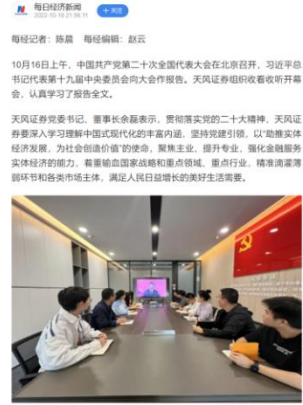 每日经济新闻
2022-10-16 21:56:11
+ 关注
每经记者：陈晨 每经编辑：赵云
10月16日上午，中国共产党第二十次全国代表大会在北京召开，习近平总
书记代表第十九届中央委员会向大会作报告。天风证券组织收看收听开幕
会，认真学习了报告全文。
天风证券党委书记、董事长余磊表示，贯彻落实党的二十大精神，天风证
券要深入学习理解中国式现代化的丰富内涵，坚持党建引领，以“助推实体
经济发展，为社会创造价值”的使命，聚焦主业，提升专业，强化金融服务
实体经济的能力，着重输血国家战略和重点领域、重点行业，精准滴灌薄
弱环节和各类市场主体，满足人民日益增长的美好生活需要。